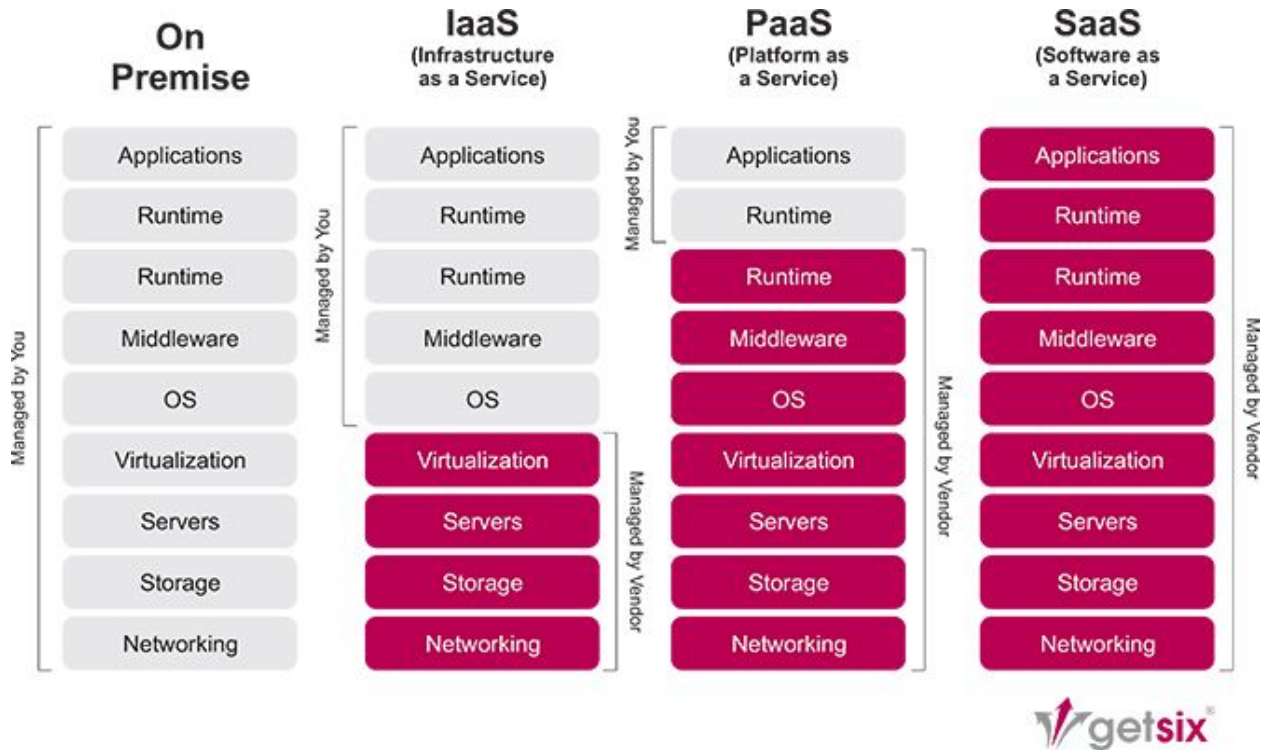 On
Premise
IaaS
(Infrastructure
as a Service)
PaaS
(Platform as
a Service)
SaaS
(Software as
a Service)
Managed by You
Applications
Runtime
Runtime
Middleware
OS
Virtualization
Servers
Storage
Networking
Managed by You
Applications
Runtime
Runtime
Middleware
OS
Virtualization
Servers
Storage
Networking
Managed by Vendor
Managed by You
Applications
Runtime
Runtime
Middleware
OS
Virtualization
Servers
Storage
Networking
Managed by Vendor
Applications
Runtime
Runtime
Middleware
OS
Virtualization
Servers
Storage
Networking
Managed by Vendor
getsix®